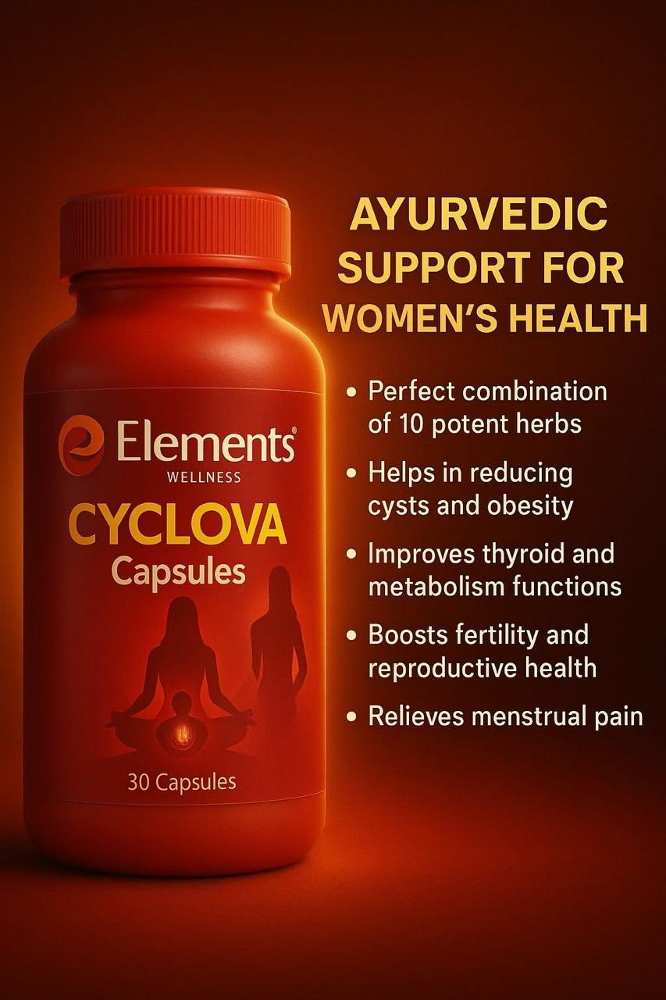 Elements®
WELLNESS
CYCLOVA
Capsules
30 Capsules
AYURVEDIC
SUPPORT FOR
WOMEN'S HEALTH
• Perfect combination
of 10 potent herbs
• Helps in reducing
cysts and obesity
• Improves thyroid and
metabolism functions
• Boosts fertility and
reproductive health
• Relieves menstrual pain